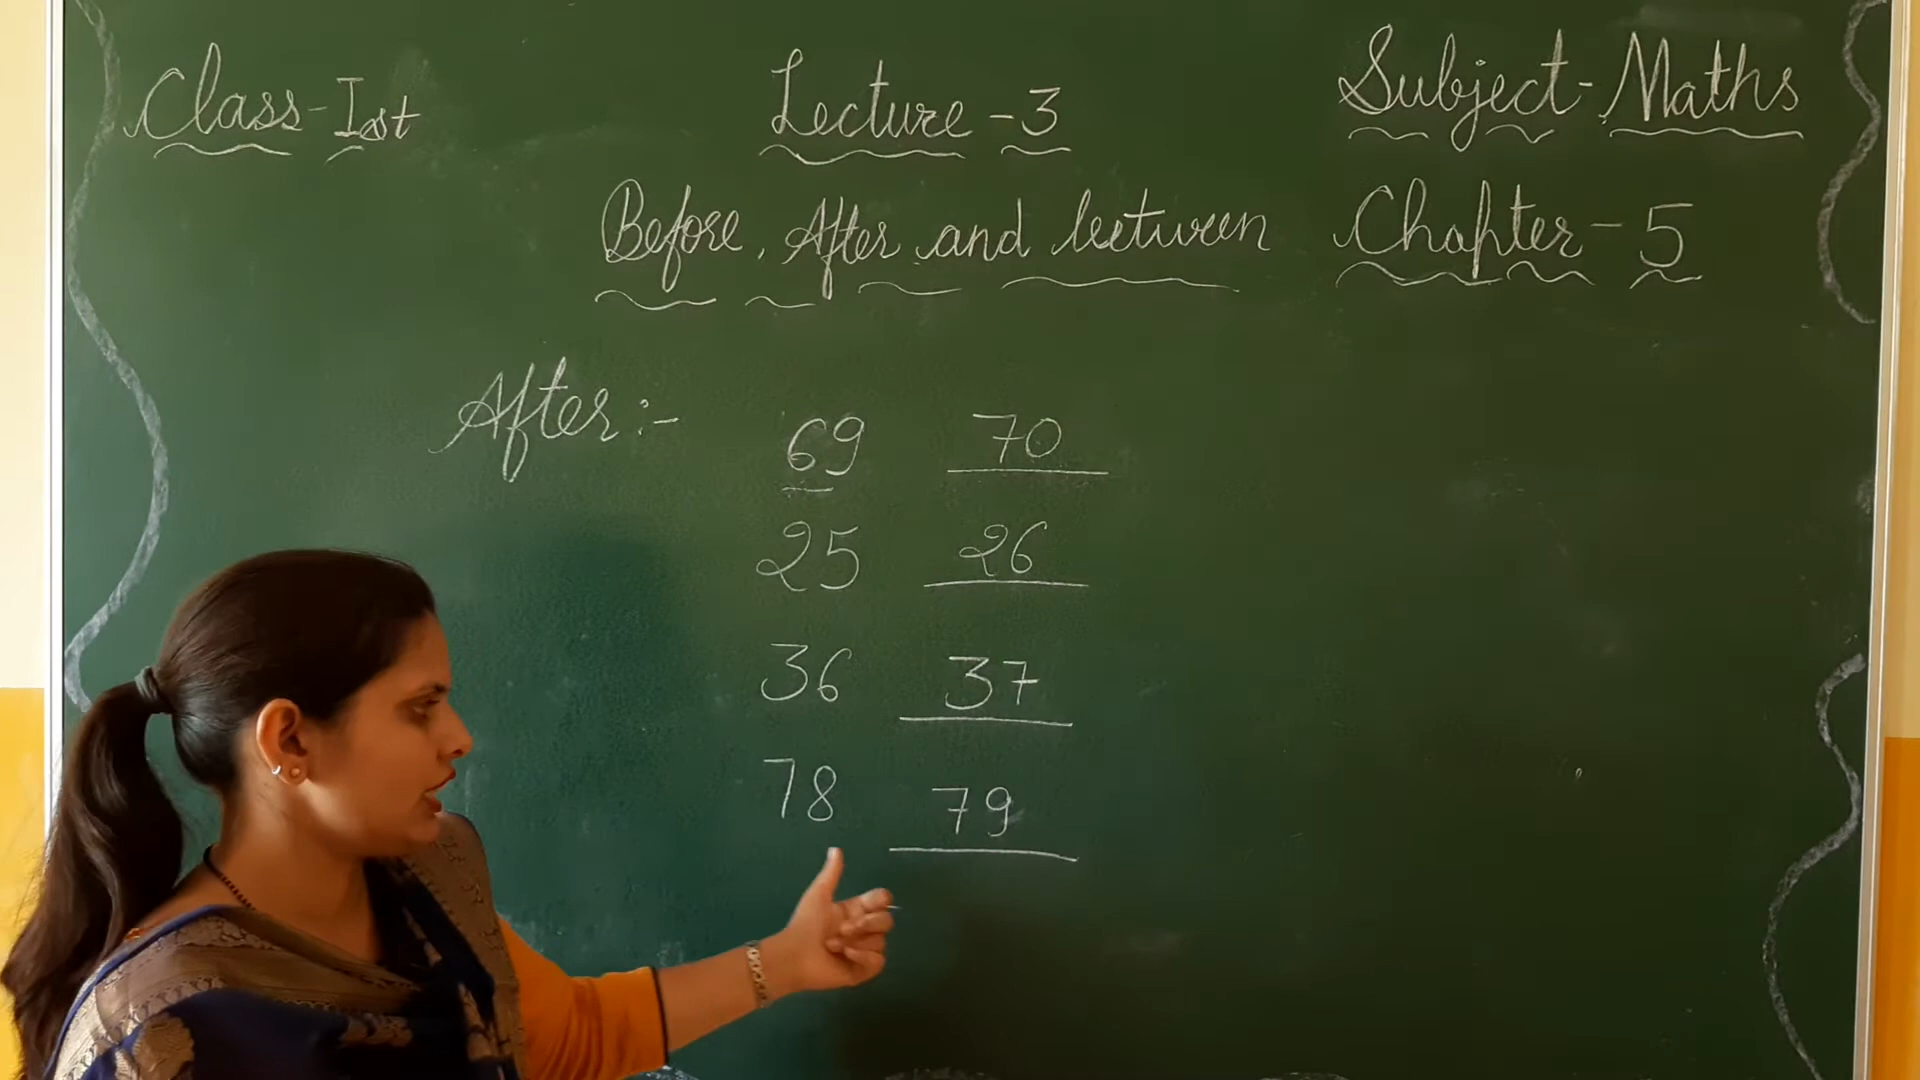 Class-Ist
Lecture-3
Subject-Maths
Before, After and between
Chapter-5
After:-
69 70
25 26
36 37
78 79